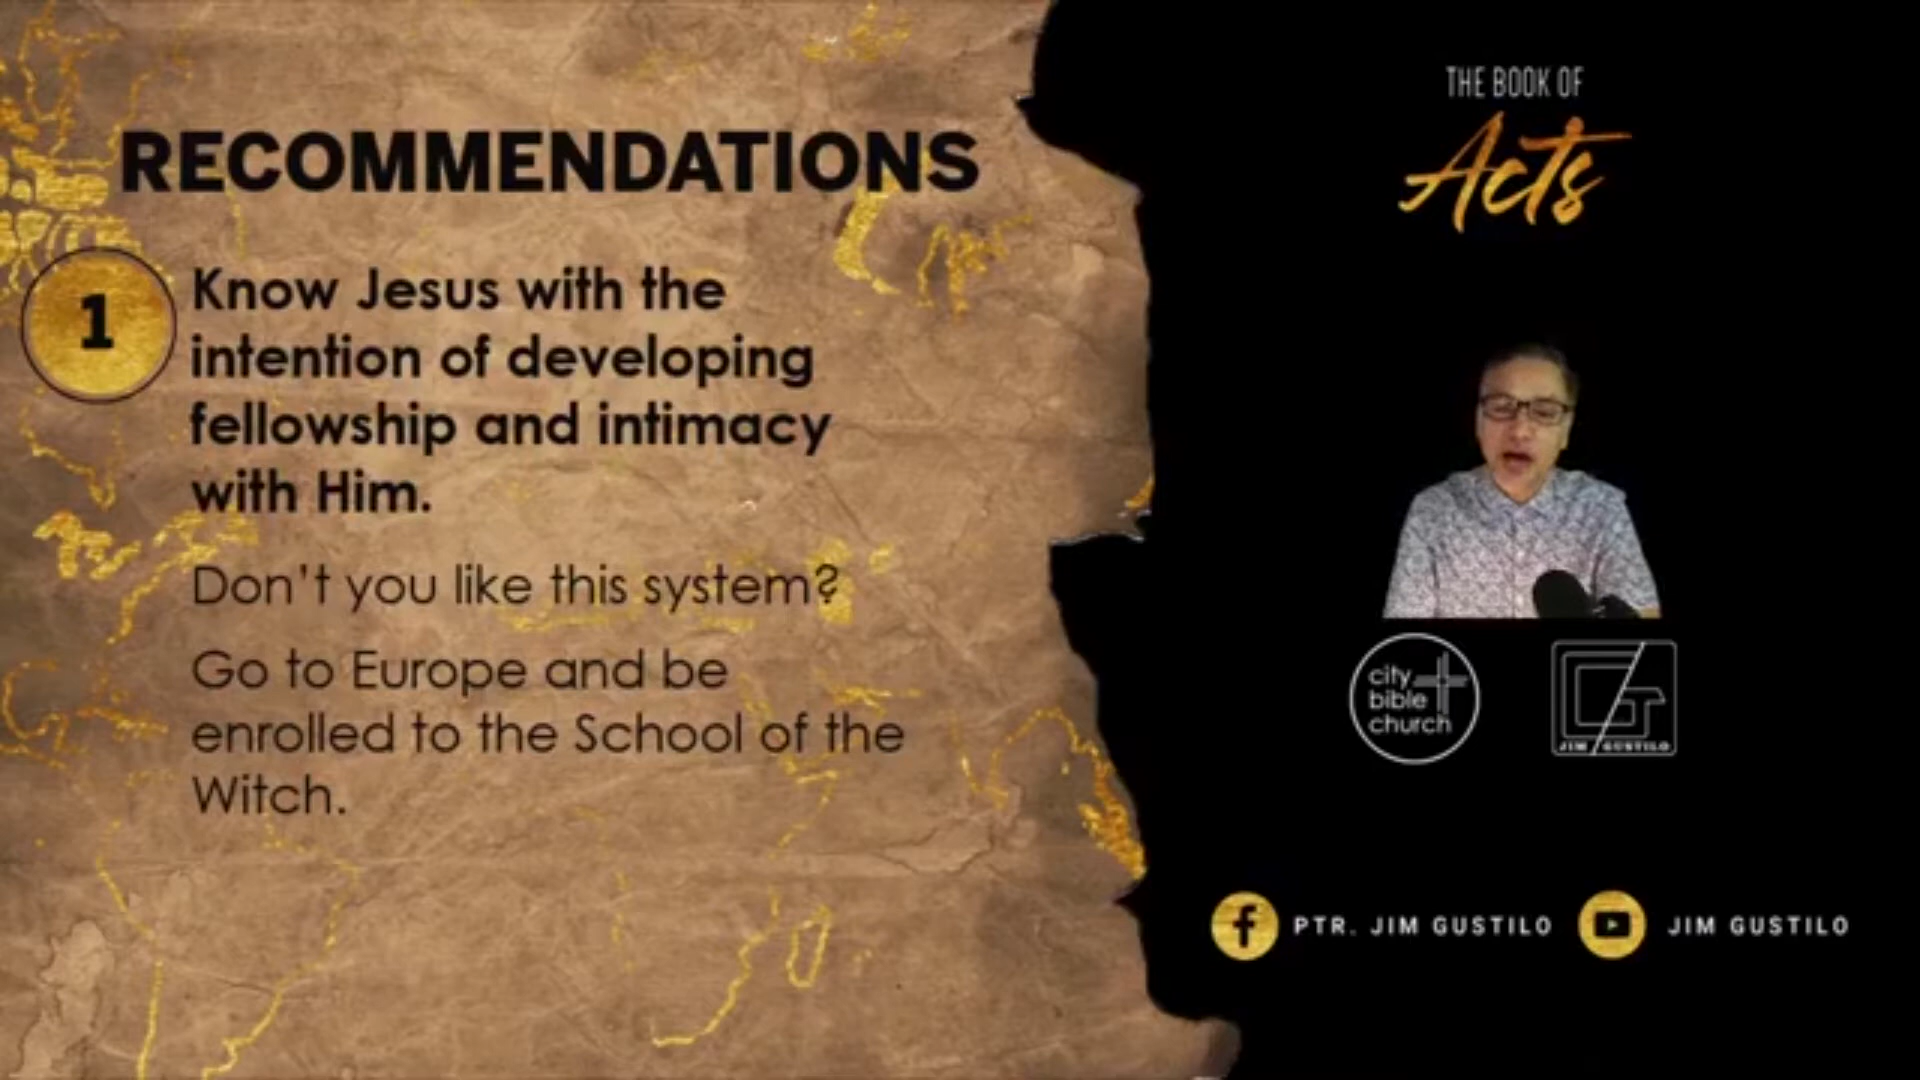 RECOMMENDATIONS
1
Know Jesus with the
intention of developing
fellowship and intimacy
with Him.
Don't you like this system?
Go to Europe and be
enrolled to the School of the
Witch.
THE BOOK OF
Acts
city
bible
church
JIM GUSTILO
PTR. JIM GUSTILO
JIM GUSTILO